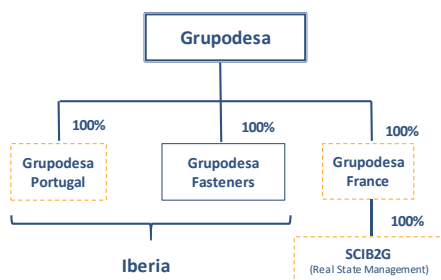 Grupodesa
100%
100%
100%
Grupodesa
Portugal
Grupodesa
Fasteners
Grupodesa
France
100%
Iberia
SCIB2G
(Real State Management)